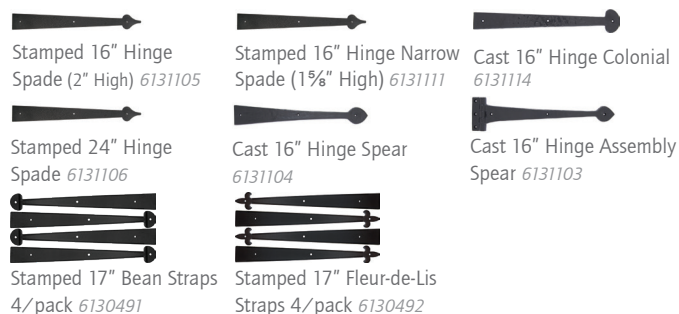 Stamped 16" Hinge
Spade (2" High) 6131105
Stamped 16" Hinge Narrow
Spade (1⅝" High) 6131111
Cast 16" Hinge Colonial
6131114
Stamped 24" Hinge
Spade 6131106
Cast 16" Hinge Spear
6131104
Cast 16" Hinge Assembly
Spear 6131103
Stamped 17" Bean Straps
4/pack 6130491
Stamped 17" Fleur-de-Lis
Straps 4/pack 6130492